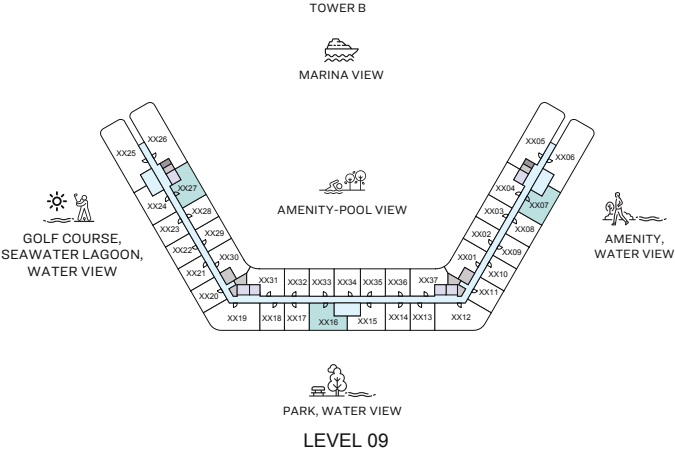 TOWER B
MARINA VIEW
XX26
XX25
XX05
XX06
XX27
XX04
XX07
AMENITY-POOL VIEW
XX24
XX28
XX03
XX08
XX23
XX29
XX02
XX09
GOLF COURSE,
SEAWATER LAGOON,
WATER VIEW
AMENITY,
WATER VIEW
XX22
XX30
XX01
XX10
XX21
XX31
XX32
XX33
XX34
XX35
XX36
XX37
XX11
XX20
XX19
XX18
XX17
XX16
XX15
XX14
XX13
XX12
PARK, WATER VIEW
LEVEL 09